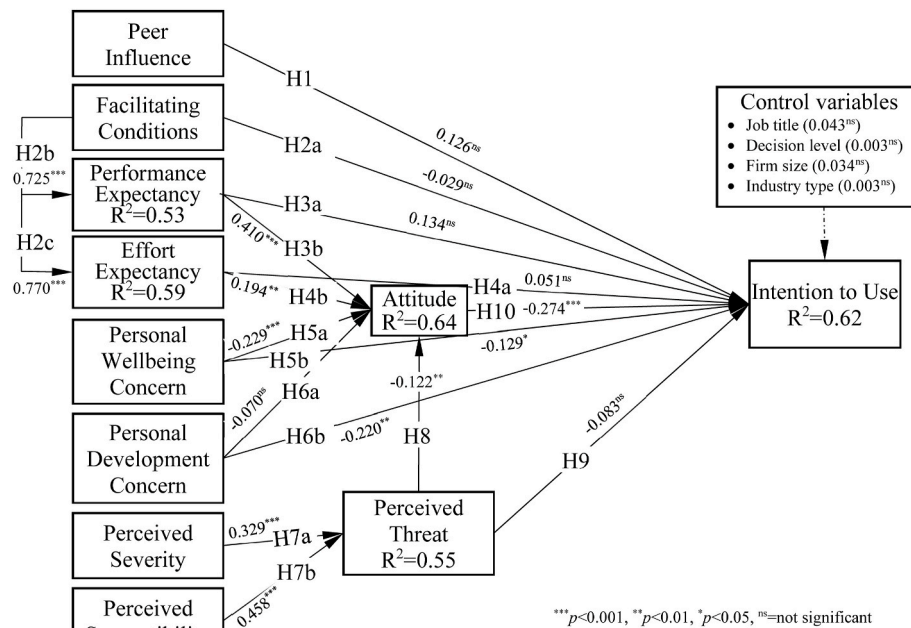 Peer
Influence
H1
0.126ns
Facilitating
Conditions
H2a
-0.029ns
H2b
0.725***
Performance
Expectancy
R2=0.53
H3a
0.134ns
0.410***
H3b
H2c
0.770***
Effort
Expectancy
R2=0.59
H4a
0.051ns
0.194**
H4b
Attitude
R2=0.64
H10
-0.274***
Personal
Wellbeing
Concern
-0.229***
H5a
H5b
-0.129*
Personal
Development
Concern
-0.070ns
H6a
H6b
-0.220**
-0.122**
H8
-0.083ns
H9
Perceived
Severity
0.329***
H7a
Perceived
Threat
R2=0.55
Perceived
0.458***
H7b
Control variables
• Job title (0.043ns)
• Decision level (0.003ns)
• Firm size (0.034ns)
• Industry type (0.003ns)
Intention to Use
R2=0.62
***p<0.001, **p<0.01, *p<0.05, ns=not significant